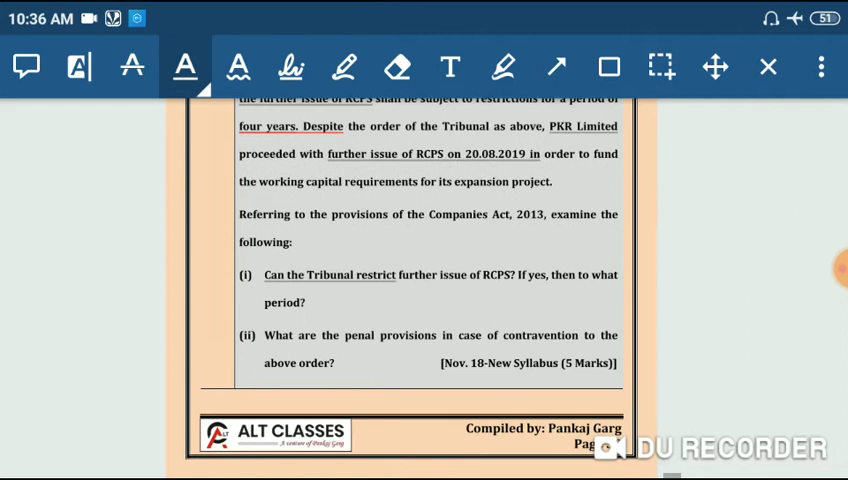 10:36 AM
51
A
A
A
A
T
the further issue of RCPS shall be subject to restrictions for a period of
four years. Despite the order of the Tribunal as above, PKR Limited
proceeded with further issue of RCPS on 20.08.2019 in order to fund
the working capital requirements for its expansion project.
Referring to the provisions of the Companies Act, 2013, examine the
following:
(i) Can the Tribunal restrict further issue of RCPS? If yes, then to what
period?
(ii) What are the penal provisions in case of contravention to the
above order? [Nov. 18-New Syllabus (5 Marks)]
ALT
ALT CLASSES
A venture of Pankaj Garg
Compiled by: Pankaj Garg
DU RECORDER